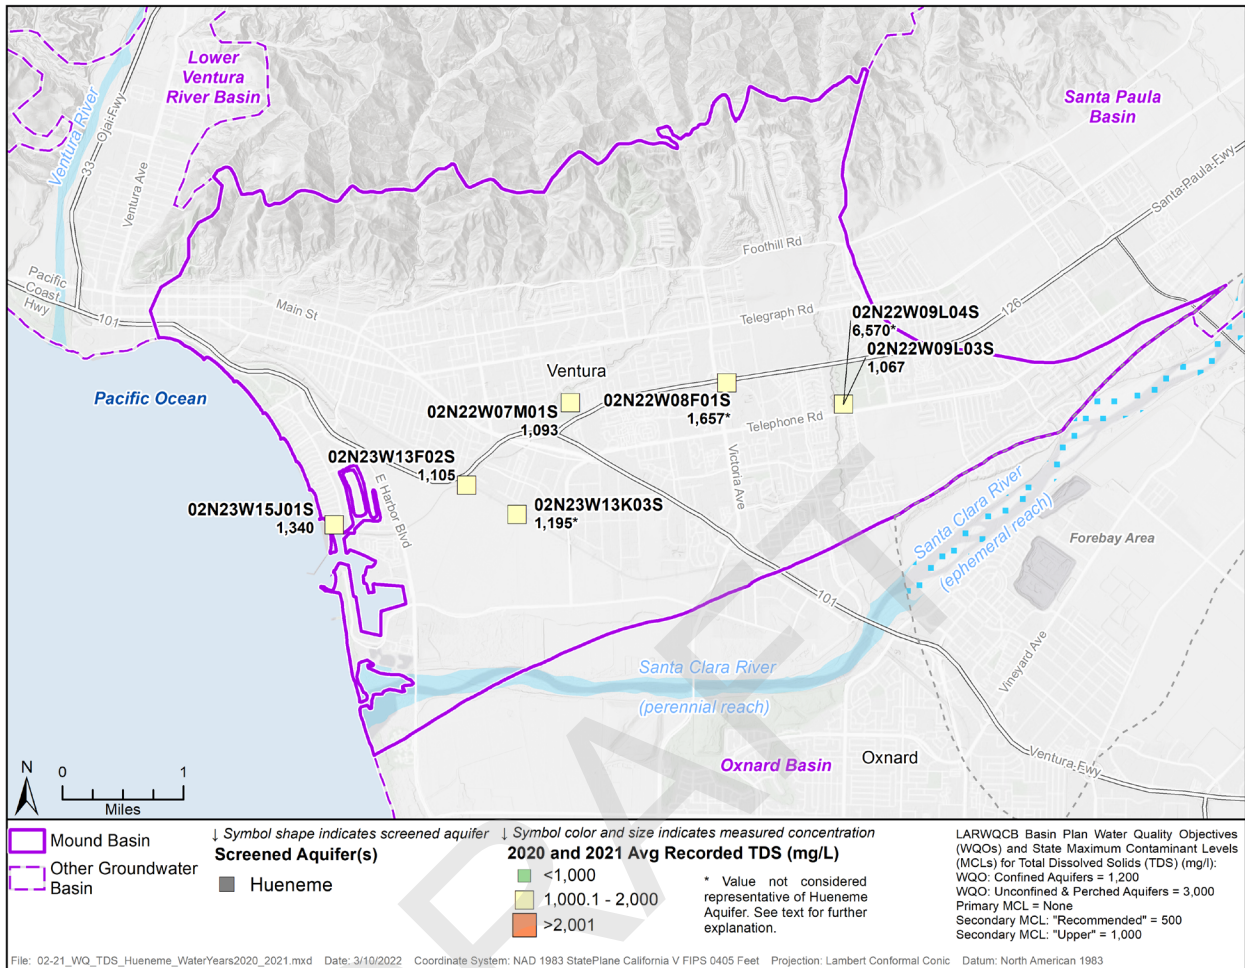 Lower
Ventura
River Basin
Santa Paula
Basin
Ventura River
33
Ojai Fwy
Ventura Ave
Santa Paula Fwy
Foothill Rd
Pacific
Coast
Hwy
101
Main St
Telegraph Rd
126
02N22W09L04S
6,570*
02N22W09L03S
1,067
Pacific Ocean
Ventura
02N22W08F01S
1,657*
02N22W07M01S
1,093
Telephone Rd
Victoria Ave
02N23W13F02S
1,105
E Harbor Blvd
02N23W13K03S
1,195*
02N23W15J01S
1,340
Santa Clara River
(ephemeral reach)
Forebay Area
101
Vineyard Ave
Santa Clara River
(perennial reach)
Oxnard Basin
Oxnard
Ventura Fwy
N
0 1
Miles
DRAFT
Mound Basin
Other Groundwater
Basin
↓ Symbol shape indicates screened aquifer
Screened Aquifer(s)
Hueneme
↓ Symbol color and size indicates measured concentration
2020 and 2021 Avg Recorded TDS (mg/L)
<1,000
1,000.1 - 2,000
>2,001
* Value not considered
representative of Hueneme
Aquifer. See text for further
explanation.
LARWQCB Basin Plan Water Quality Objectives
(WQOs) and State Maximum Contaminant Levels
(MCLs) for Total Dissolved Solids (TDS) (mg/l):
WQO: Confined Aquifers = 1,200
WQO: Unconfined & Perched Aquifers = 3,000
Primary MCL = None
Secondary MCL: "Recommended" = 500
Secondary MCL: "Upper" = 1,000
File: 02-21_WQ_TDS_Hueneme_WaterYears2020_2021.mxd Date: 3/10/2022 Coordinate System: NAD 1983 StatePlane California V FIPS 0405 Feet Projection: Lambert Conformal Conic Datum: North American 1983